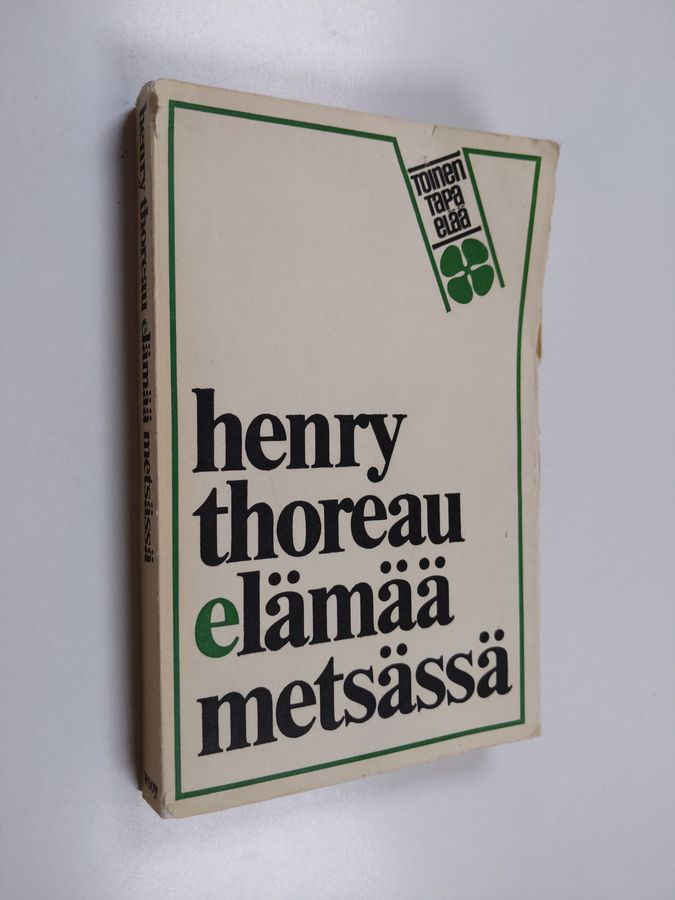 TOINEN
TAPA
ELÄÄ
henry
thoreau
elämää
metsässä
henry thoreau elämää metsässä